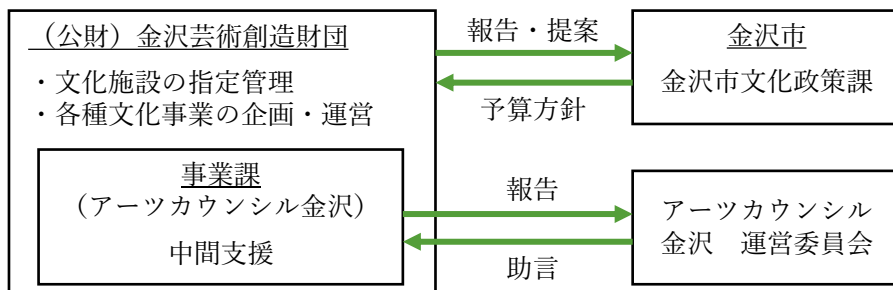 （公財）金沢芸術創造財団
・文化施設の指定管理
・各種文化事業の企画・運営
事業課
（アーツカウンシル金沢）
中間支援
報告・提案
予算方針
金沢市
金沢市文化政策課
報告
助言
アーツカウンシル
金沢　運営委員会